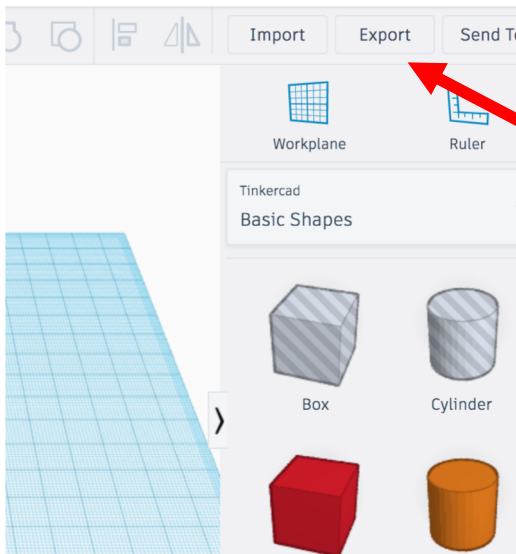 Import Export Send To
Workplane Ruler
Tinkercad
Basic Shapes
Box Cylinder